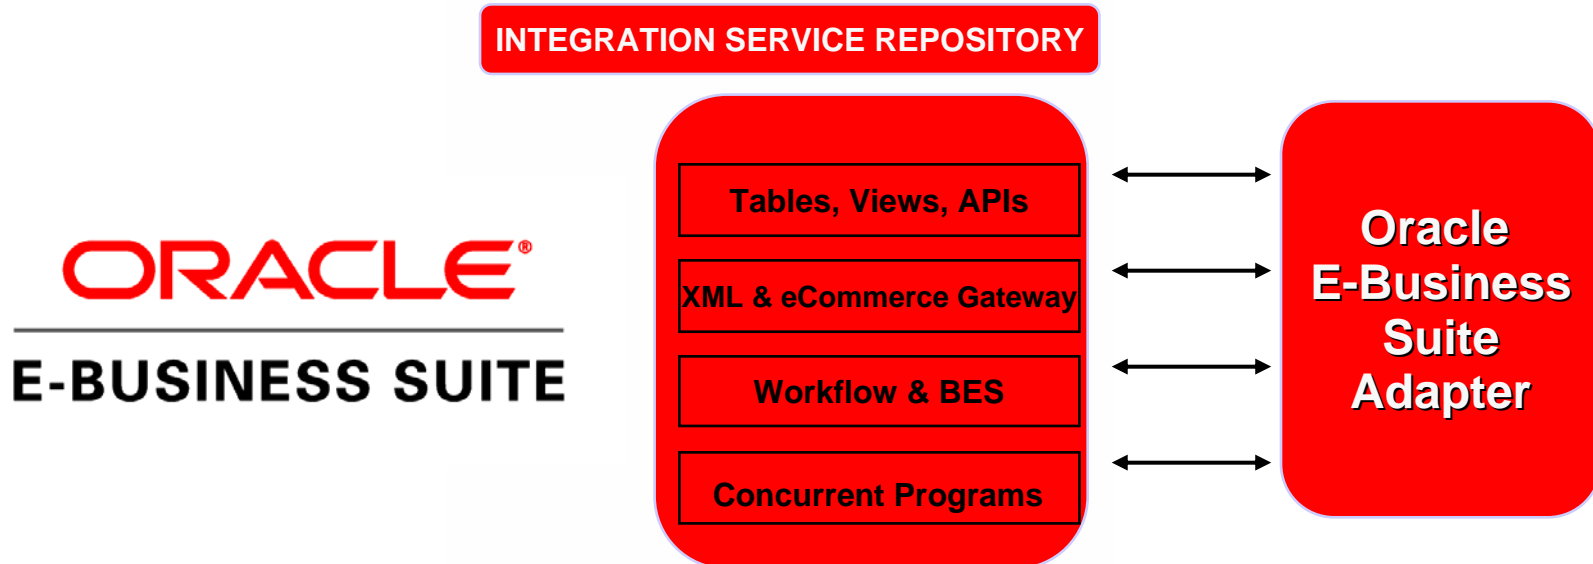 INTEGRATION SERVICE REPOSITORY
ORACLE®
E-BUSINESS SUITE
Tables, Views, APIs
XML & eCommerce Gateway
Workflow & BES
Concurrent Programs
Oracle
E-Business
Suite
Adapter